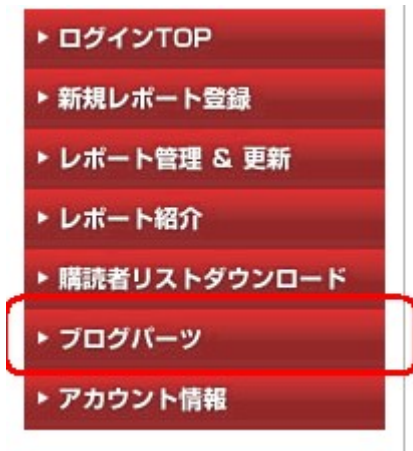 ログインTOP
新規レポート登録
レポート管理 & 更新
レポート紹介
購読者リストダウンロード
ブログパーツ
アカウント情報